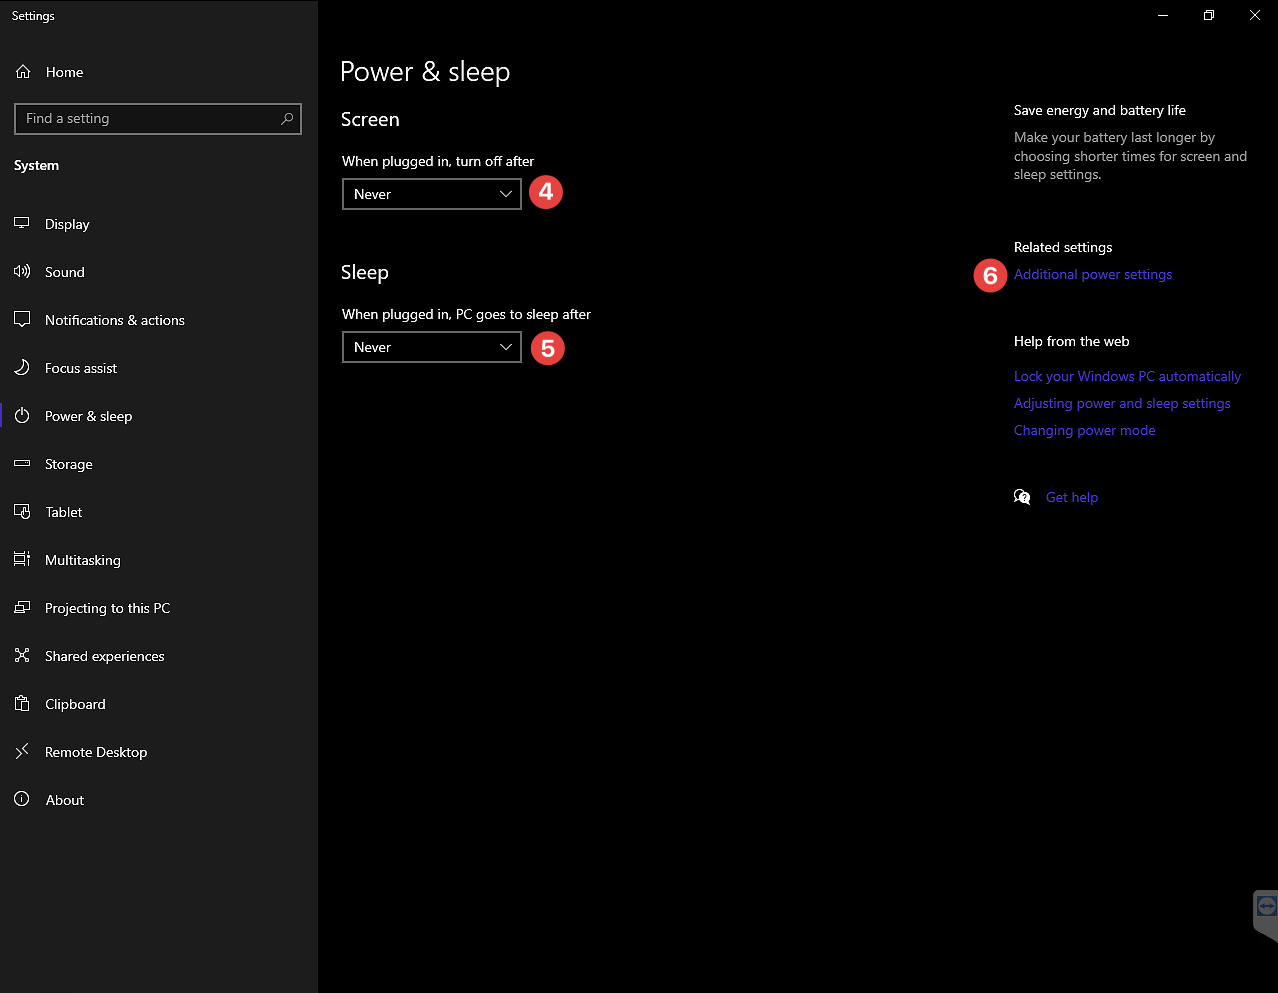 Settings
Home
Find a setting
System
Display
Sound
Notifications & actions
Focus assist
Power & sleep
Storage
Tablet
Multitasking
Projecting to this PC
Shared experiences
Clipboard
Remote Desktop
About
Power & sleep
Screen
When plugged in, turn off after
Never
4
Sleep
When plugged in, PC goes to sleep after
Never
5
Save energy and battery life
Make your battery last longer by
choosing shorter times for screen and
sleep settings.
Related settings
6 Additional power settings
Help from the web
Lock your Windows PC automatically
Adjusting power and sleep settings
Changing power mode
Get help